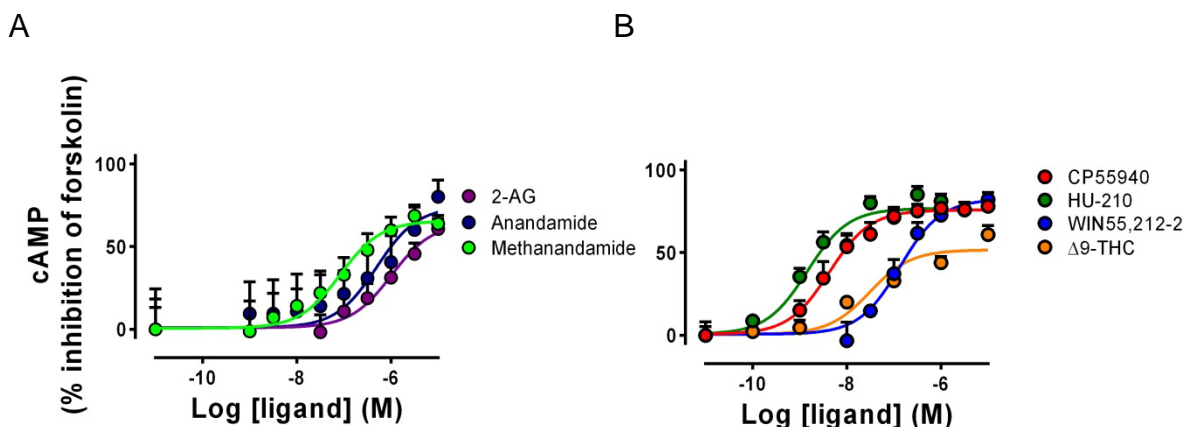 A
B
cAMP
(% inhibition of forskolin)
100
50
0
-10
-8
-6
Log [ligand] (M)
2-AG
Anandamide
Methanandamide
100
50
0
-10
-8
-6
Log [ligand] (M)
CP55940
HU-210
WIN55,212-2
Δ9-THC